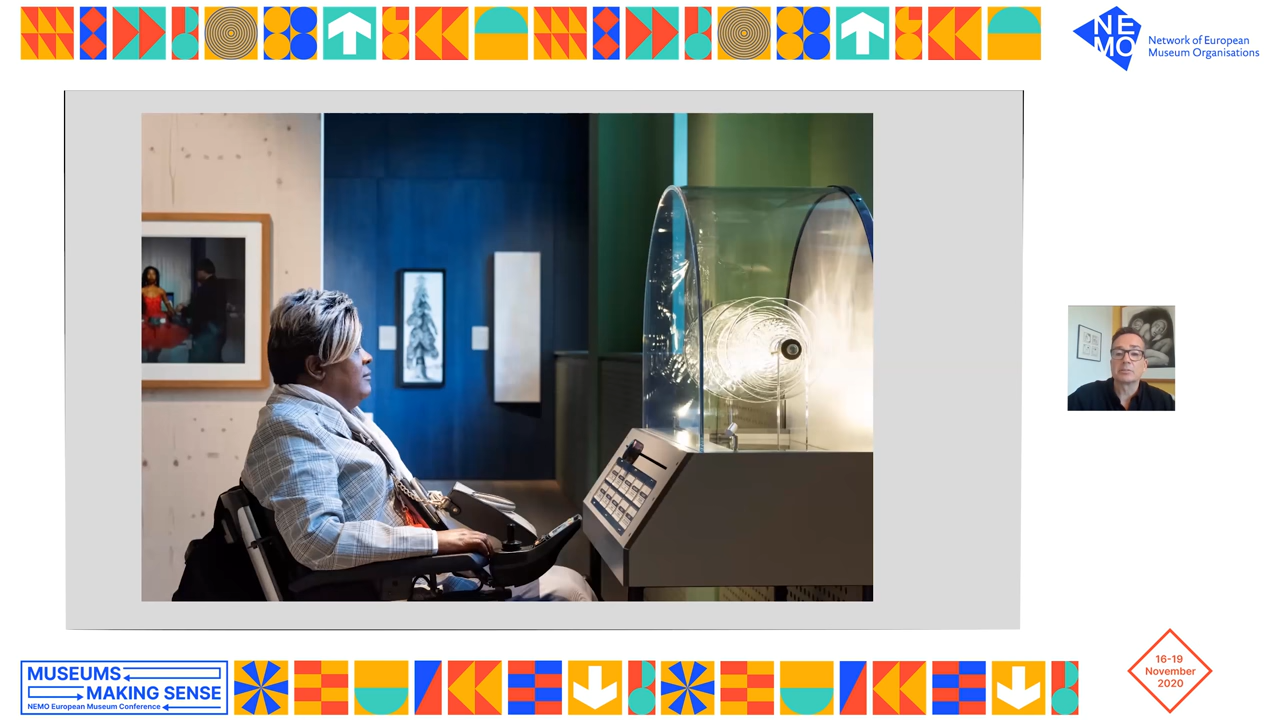 NE
MO
Network of European
Museum Organisations
MUSEUMS
MAKING SENSE
NEMO European Museum Conference
16-19
November
2020